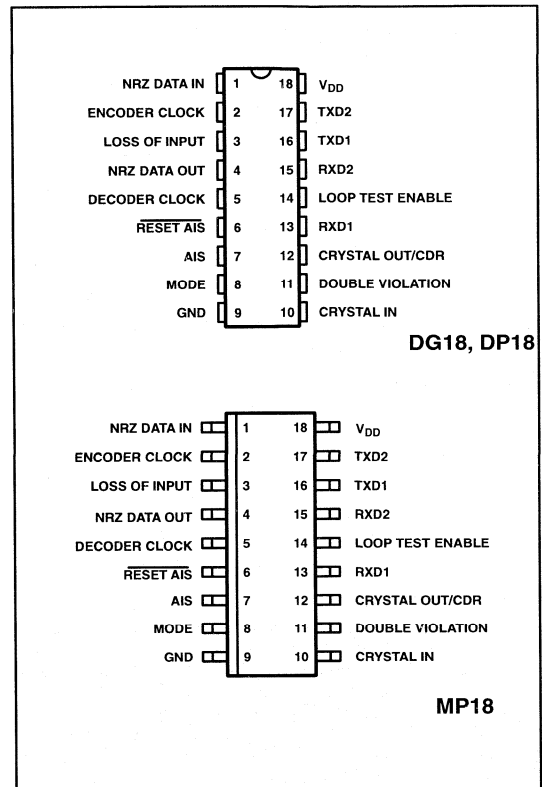 NRZ DATA IN 1 18 VDD
ENCODER CLOCK 2 17 TXD2
LOSS OF INPUT 3 16 TXD1
NRZ DATA OUT 4 15 RXD2
DECODER CLOCK 5 14 LOOP TEST ENABLE
RESET AIS 6 13 RXD1
AIS 7 12 CRYSTAL OUT/CDR
MODE 8 11 DOUBLE VIOLATION
GND 9 10 CRYSTAL IN
DG18, DP18
NRZ DATA IN 1 18 VDD
ENCODER CLOCK 2 17 TXD2
LOSS OF INPUT 3 16 TXD1
NRZ DATA OUT 4 15 RXD2
DECODER CLOCK 5 14 LOOP TEST ENABLE
RESET AIS 6 13 RXD1
AIS 7 12 CRYSTAL OUT/CDR
MODE 8 11 DOUBLE VIOLATION
GND 9 10 CRYSTAL IN
MP18